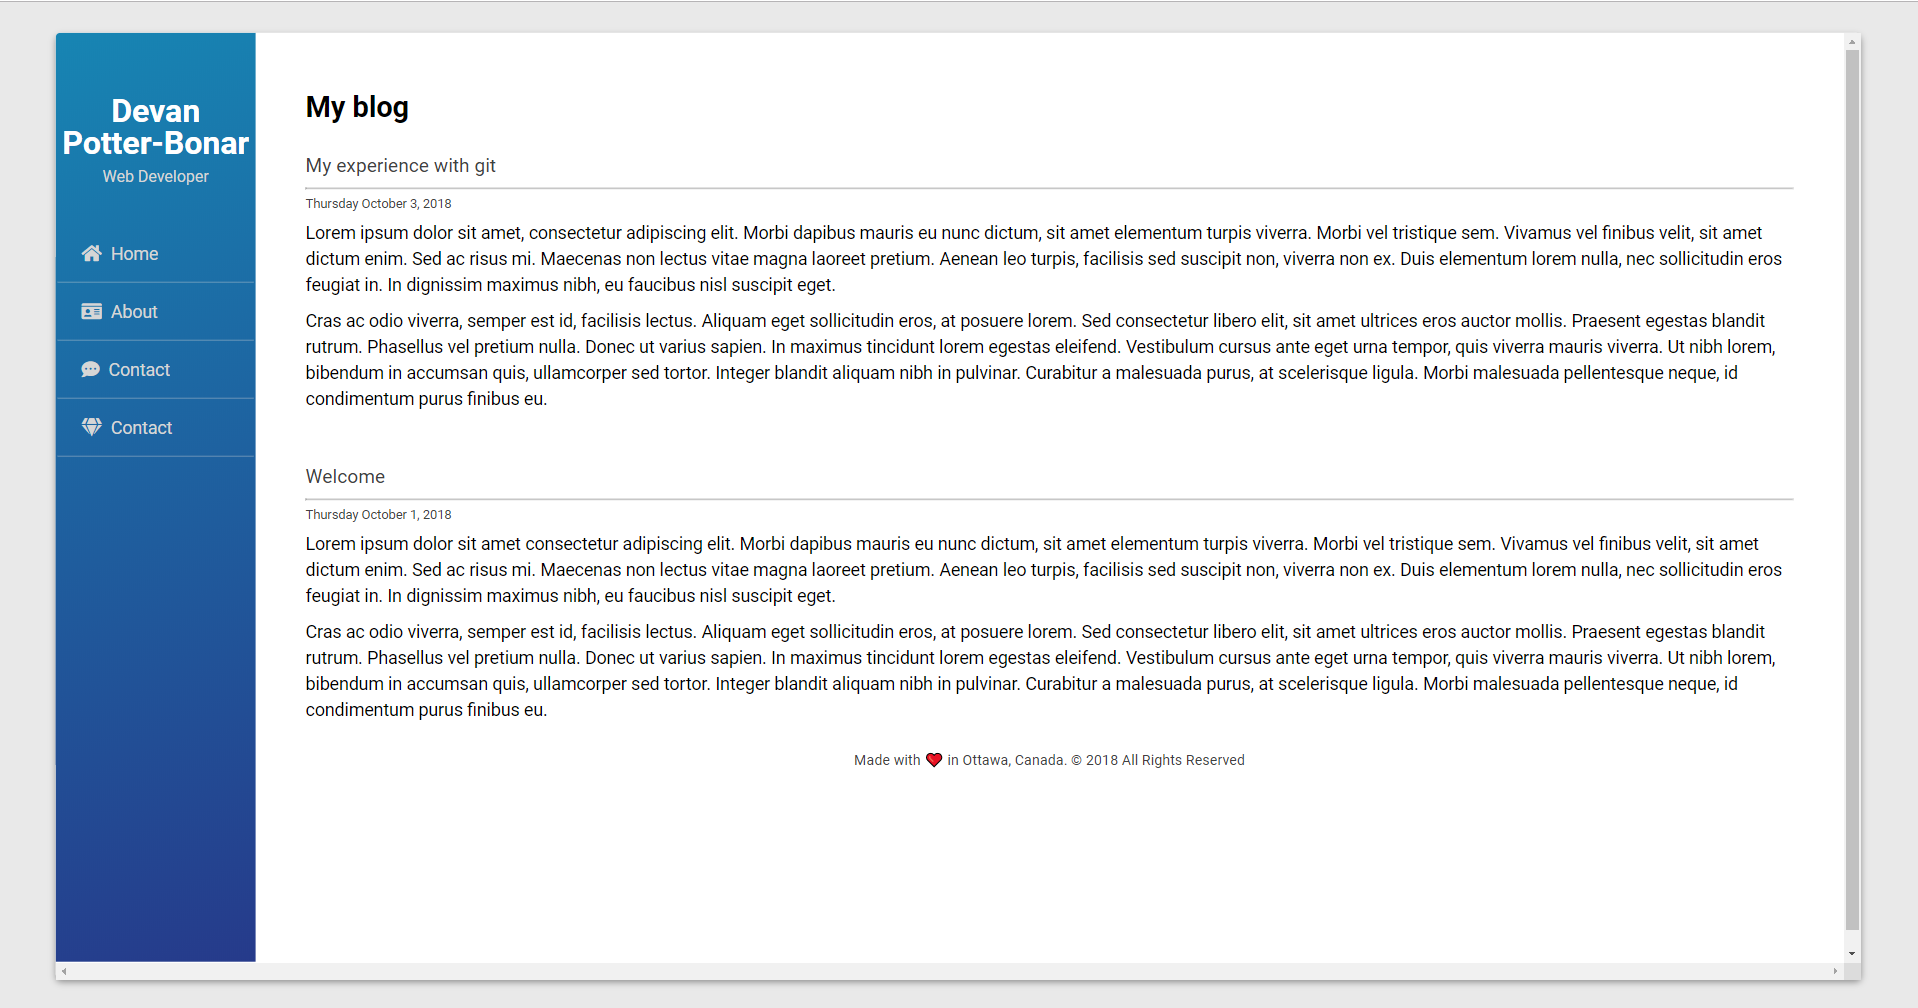 Devan
Potter-Bonar
Web Developer
Home
About
Contact
Contact
My blog
My experience with git
Thursday October 3, 2018
Lorem ipsum dolor sit amet, consectetur adipiscing elit. Morbi dapibus mauris eu nunc dictum, sit amet elementum turpis viverra. Morbi vel tristique sem. Vivamus vel finibus velit, sit amet
dictum enim. Sed ac risus mi. Maecenas non lectus vitae magna laoreet pretium. Aenean leo turpis, facilisis sed suscipit non, viverra non ex. Duis elementum lorem nulla, nec sollicitudin eros
feugiat in. In dignissim maximus nibh, eu faucibus nisl suscipit eget.
Cras ac odio viverra, semper est id, facilisis lectus. Aliquam eget sollicitudin eros, at posuere lorem. Sed consectetur libero elit, sit amet ultrices eros auctor mollis. Praesent egestas blandit
rutrum. Phasellus vel pretium nulla. Donec ut varius sapien. In maximus tincidunt lorem egestas eleifend. Vestibulum cursus ante eget urna tempor, quis viverra mauris viverra. Ut nibh lorem,
bibendum in accumsan quis, ullamcorper sed tortor. Integer blandit aliquam nibh in pulvinar. Curabitur a malesuada purus, at scelerisque ligula. Morbi malesuada pellentesque neque, id
condimentum purus finibus eu.
Welcome
Thursday October 1, 2018
Lorem ipsum dolor sit amet consectetur adipiscing elit. Morbi dapibus mauris eu nunc dictum, sit amet elementum turpis viverra. Morbi vel tristique sem. Vivamus vel finibus velit, sit amet
dictum enim. Sed ac risus mi. Maecenas non lectus vitae magna laoreet pretium. Aenean leo turpis, facilisis sed suscipit non, viverra non ex. Duis elementum lorem nulla, nec sollicitudin eros
feugiat in. In dignissim maximus nibh, eu faucibus nisl suscipit eget.
Cras ac odio viverra, semper est id, facilisis lectus. Aliquam eget sollicitudin eros, at posuere lorem. Sed consectetur libero elit, sit amet ultrices eros auctor mollis. Praesent egestas blandit
rutrum. Phasellus vel pretium nulla. Donec ut varius sapien. In maximus tincidunt lorem egestas eleifend. Vestibulum cursus ante eget urna tempor, quis viverra mauris viverra. Ut nibh lorem,
bibendum in accumsan quis, ullamcorper sed tortor. Integer blandit aliquam nibh in pulvinar. Curabitur a malesuada purus, at scelerisque ligula. Morbi malesuada pellentesque neque, id
condimentum purus finibus eu.
Made with ❤ in Ottawa, Canada. © 2018 All Rights Reserved